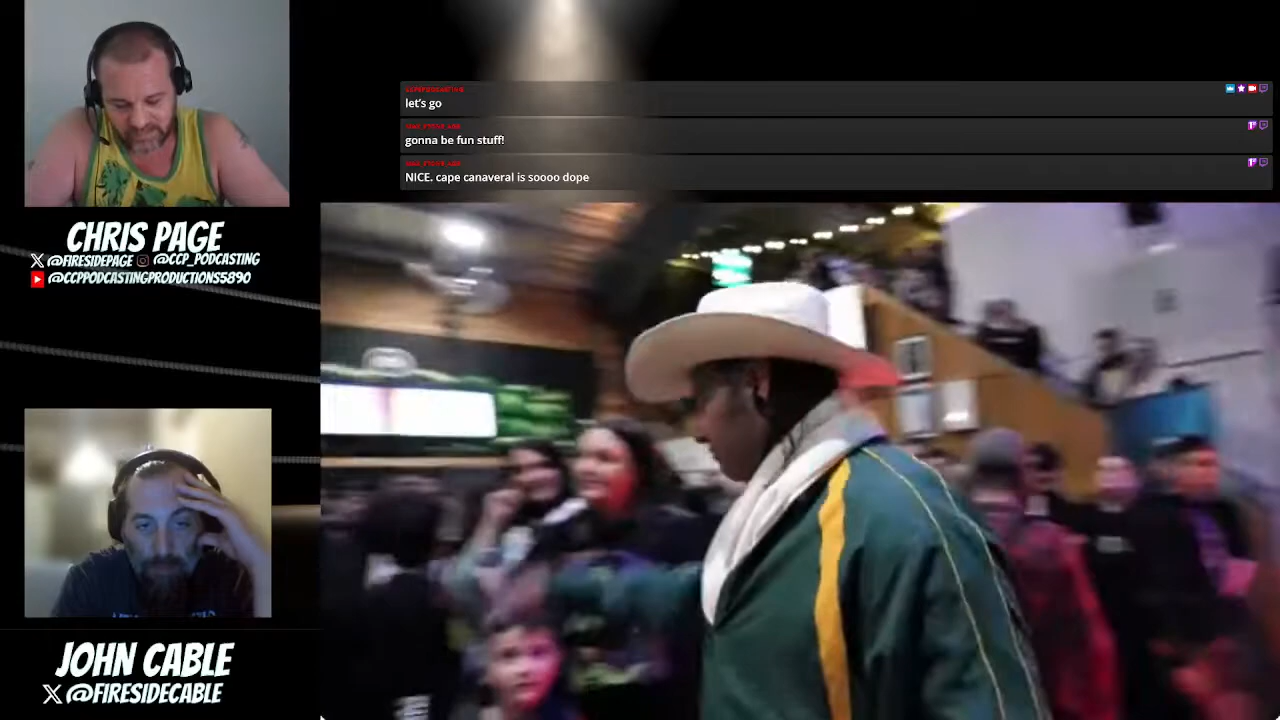 CCPPODCASTING
let's go
gonna be fun stuff!
NICE. cape canaveral is soooo dope
CHRIS PAGE
@FIRESIDEPAGE @CCP_PODCASTING
@CCPPODCASTINGPRODUCTIONS5890
JOHN CABLE
@FIRESIDECABLE